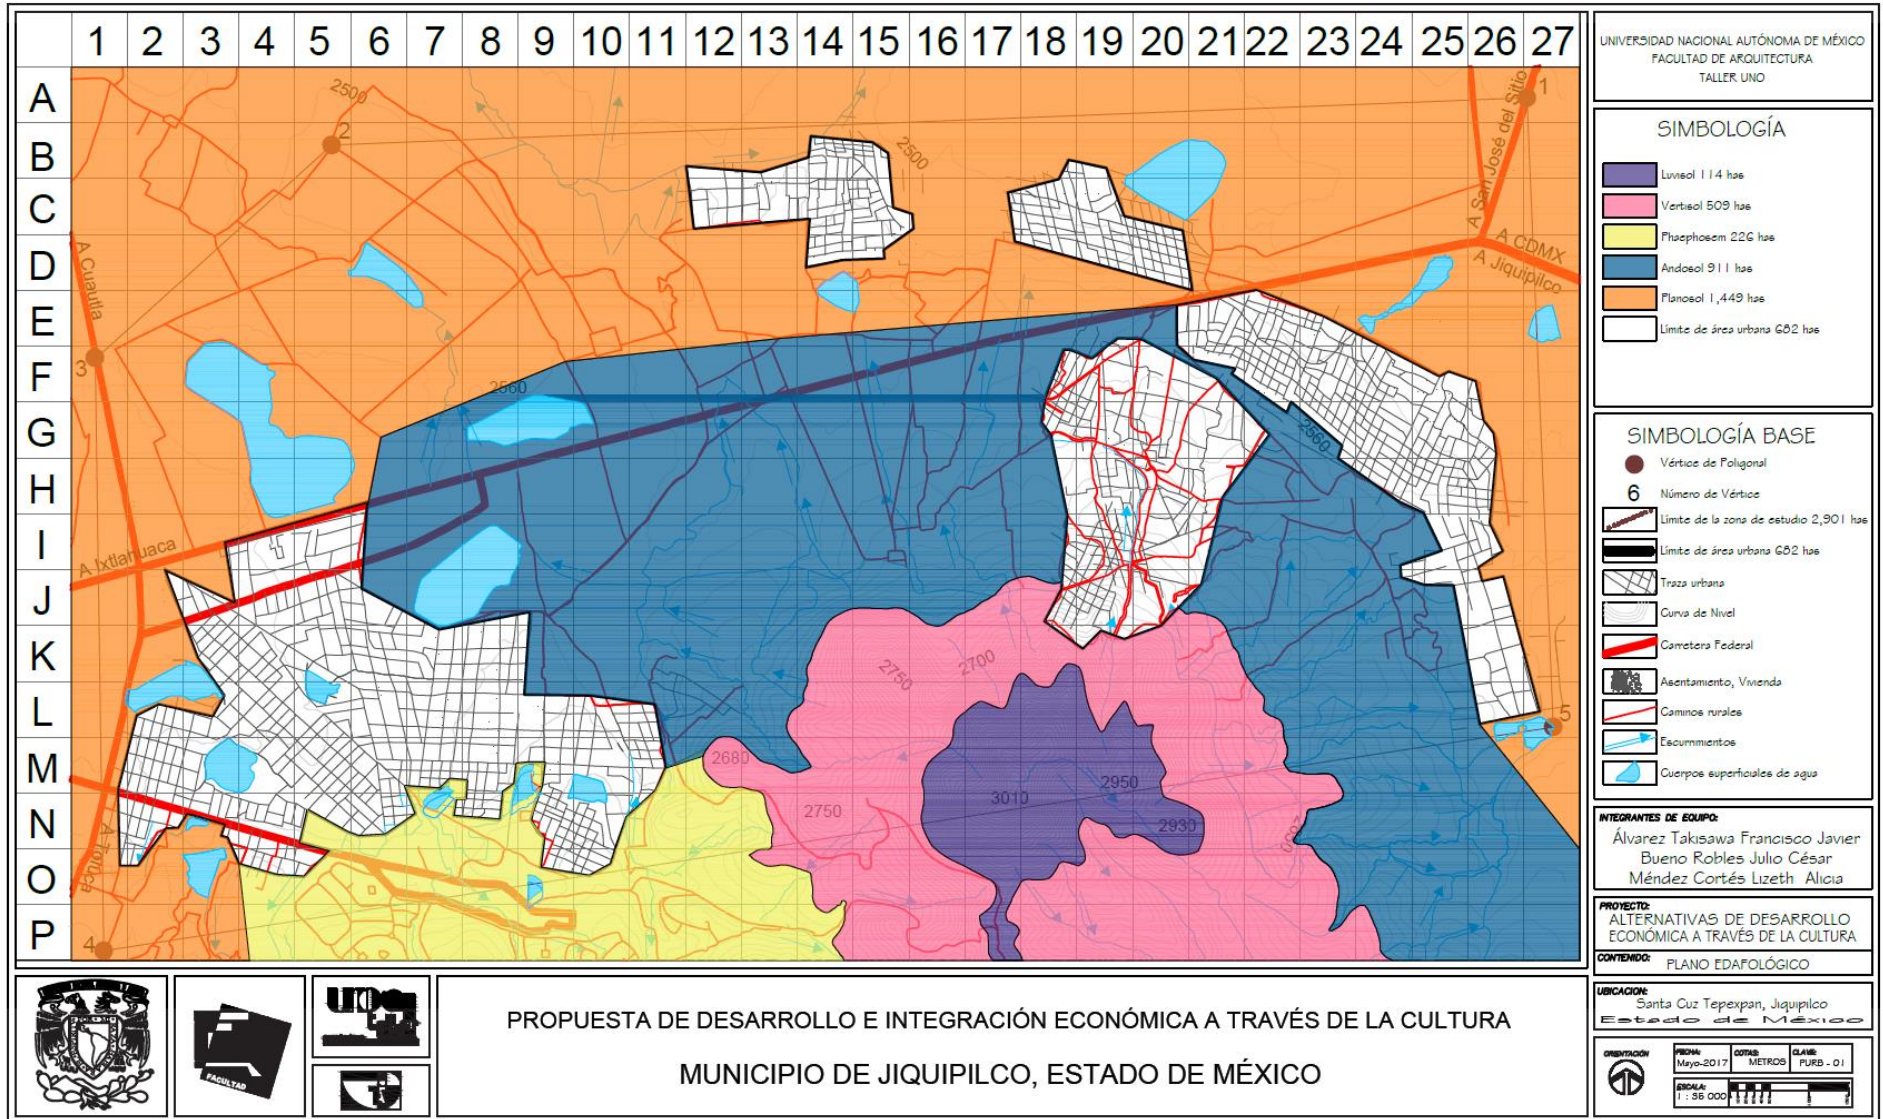 1 2 3 4 5 6 7 8 9 10 11 12 13 14 15 16 17 18 19 20 21 22 23 24 25 26 27
A
B
C
D
E
F
G
H
I
J
K
L
M
N
O
P
2500
2
2500
1
A San José del Sitio
A CDMX
A Jiquipilco
A Cuautla
3
2560
2560
A Ixtlahuaca
2750
2700
5
2680
2950
3010
2750
2930
A Toluca
4
UNIVERSIDAD NACIONAL AUTÓNOMA DE MÉXICO
FACULTAD DE ARQUITECTURA
TALLER UNO
SIMBOLOGÍA
Luvisol 114 has
Vertisol 509 has
Phaephosem 226 has
Andosol 911 has
Planosol 1,449 has
Límite de área urbana 682 has
SIMBOLOGÍA BASE
Vértice de Poligonal
6 Número de Vértice
Límite de la zona de estudio 2,901 has
Límite de área urbana 682 has
Traza urbana
Curva de Nivel
Carretera Federal
Asentamiento, Vivienda
Caminos rurales
Escurrimientos
Cuerpos superficiales de agua
INTEGRANTES DE EQUIPO:
Álvarez Takisawa Francisco Javier
Bueno Robles Julio César
Méndez Cortés Lizeth Alicia
PROYECTO:
ALTERNATIVAS DE DESARROLLO
ECONÓMICA A TRAVÉS DE LA CULTURA
CONTENIDO: PLANO EDAFOLÓGICO
UBICACION:
Santa Cuz Tepexpan, Jiquipilco
Estado de México
ORIENTACIÓN
FECHA: Mayo-2017
COTAS: METROS
CLAVE: PURB - 01
ESCALA: 1 : 35 000
FACULTAD
PROPUESTA DE DESARROLLO E INTEGRACIÓN ECONÓMICA A TRAVÉS DE LA CULTURA
MUNICIPIO DE JIQUIPILCO, ESTADO DE MÉXICO